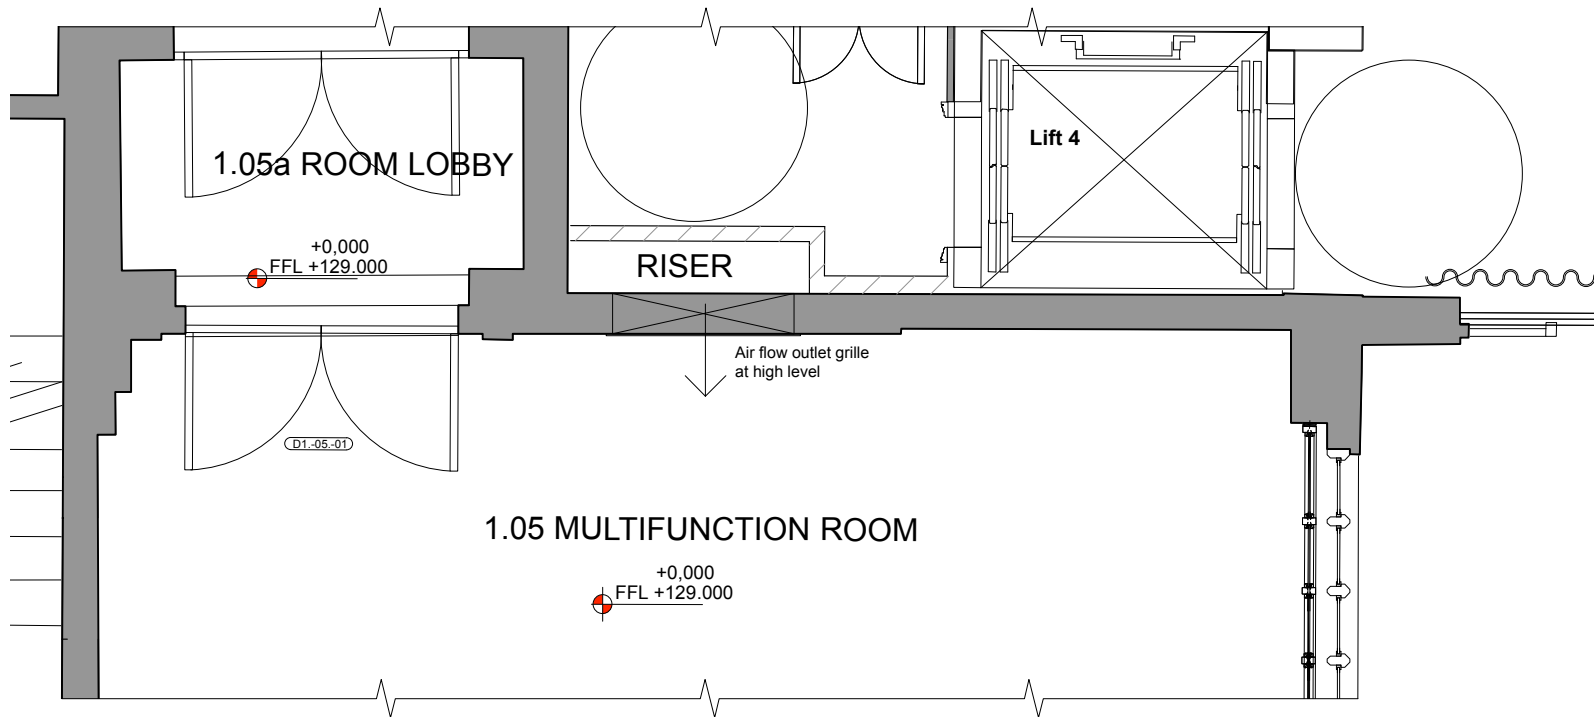 Lift 4
1.05a ROOM LOBBY
+0,000
FFL +129.000
RISER
Air flow outlet grille
at high level
D1.-05.-01
1.05 MULTIFUNCTION ROOM
+0,000
FFL +129.000